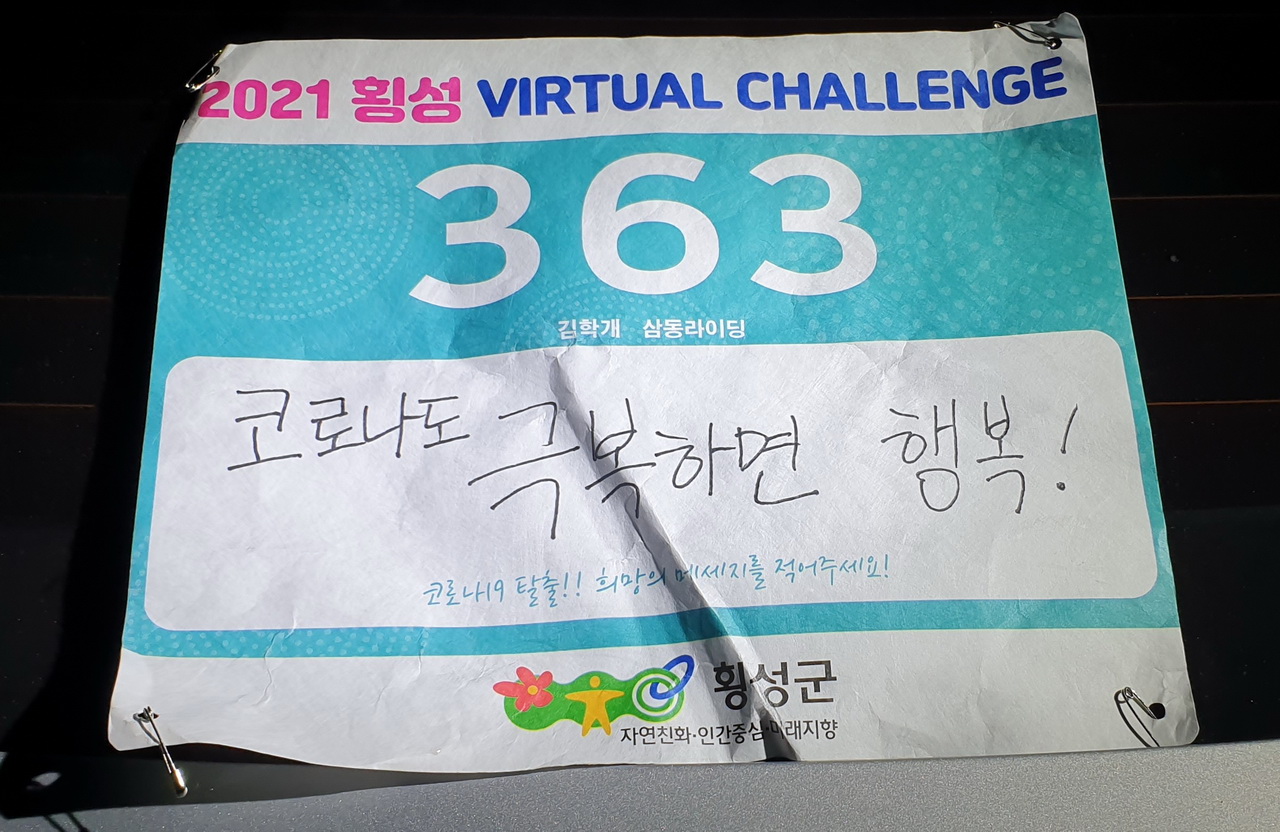 2021 횡성 VIRTUAL CHALLENGE
363
김학개 삼동라이딩
코로나도 극복하면 행복!
코로나19 탈출!! 희망의 메세지를 적어주세요!
횡성군
자연친화·인간중심·미래지향